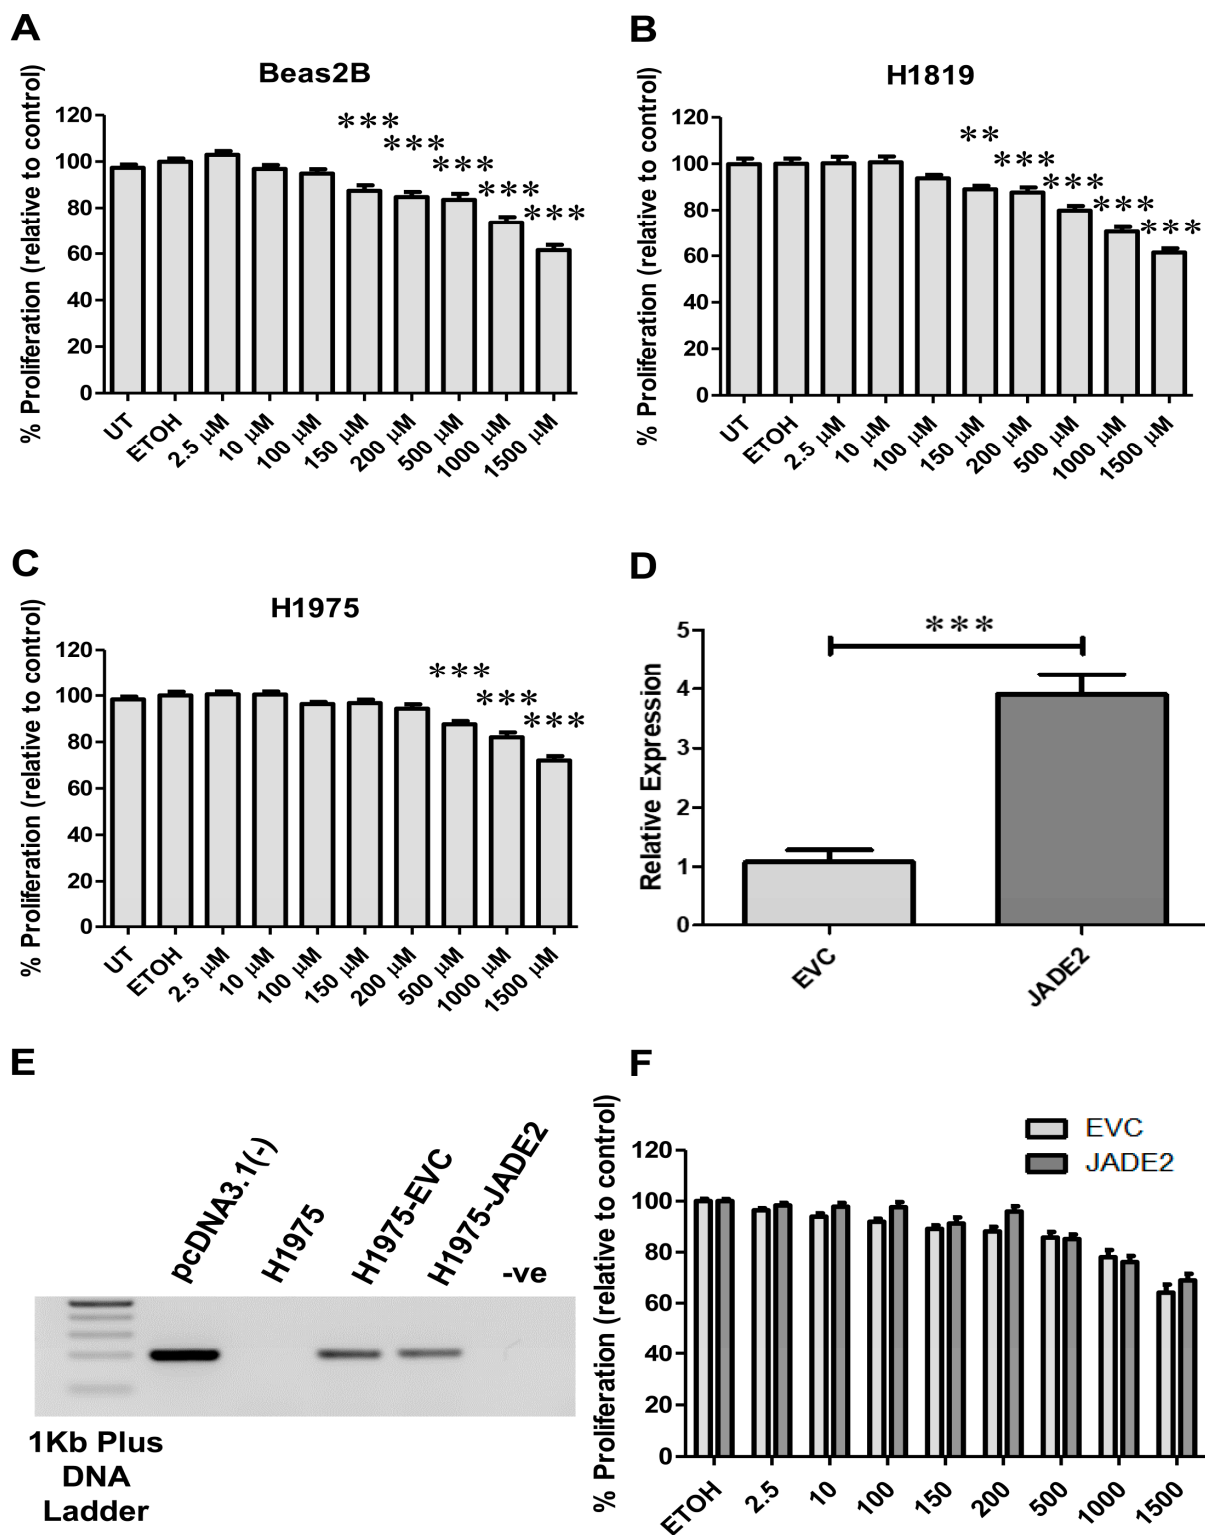 A
Beas2B
% Proliferation (relative to control)
120
100
80
60
40
20
0
***
***
***
***
***
UT
ETOH
2.5 μM
10 μM
100 μM
150 μM
200 μM
500 μM
1000 μM
1500 μM
B
H1819
% Proliferation (relative to control)
120
100
80
60
40
20
0
**
***
***
***
***
UT
ETOH
2.5 μM
10 μM
100 μM
150 μM
200 μM
500 μM
1000 μM
1500 μM
C
H1975
% Proliferation (relative to control)
120
100
80
60
40
20
0
***
***
***
UT
ETOH
2.5 μM
10 μM
100 μM
150 μM
200 μM
500 μM
1000 μM
1500 μM
D
Relative Expression
5
4
3
2
1
0
***
EVC
JADE2
E
pcDNA3.1(-)
H1975
H1975-EVC
H1975-JADE2
-ve
1Kb Plus
DNA
Ladder
F
% Proliferation (relative to control)
120
100
80
60
40
20
0
EVC
JADE2
ETOH
2.5
10
100
150
200
500
1000
1500